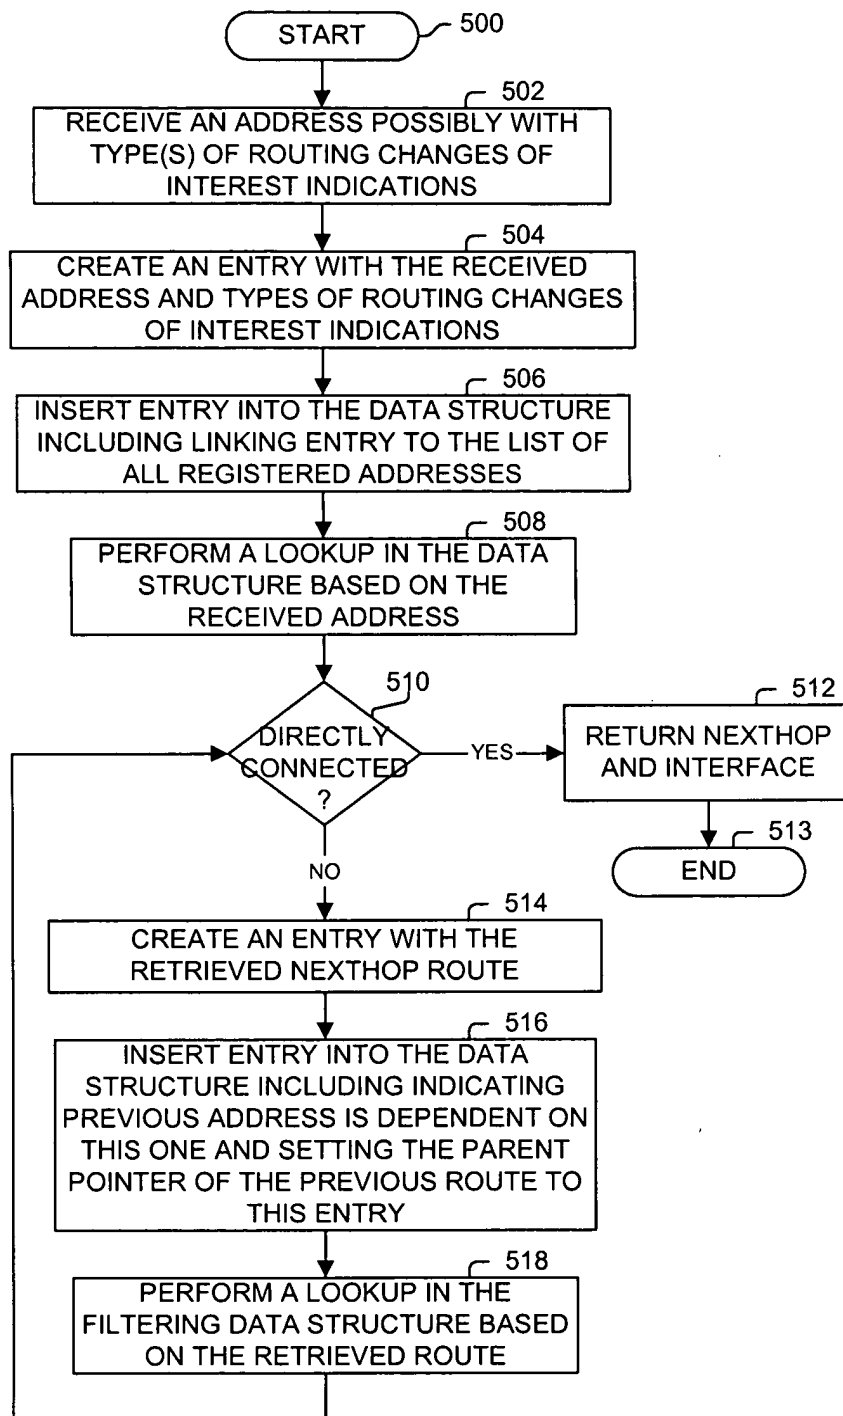 START
500
502
RECEIVE AN ADDRESS POSSIBLY WITH
TYPE(S) OF ROUTING CHANGES OF
INTEREST INDICATIONS
504
CREATE AN ENTRY WITH THE RECEIVED
ADDRESS AND TYPES OF ROUTING CHANGES
OF INTEREST INDICATIONS
506
INSERT ENTRY INTO THE DATA STRUCTURE
INCLUDING LINKING ENTRY TO THE LIST OF
ALL REGISTERED ADDRESSES
508
PERFORM A LOOKUP IN THE DATA
STRUCTURE BASED ON THE
RECEIVED ADDRESS
510
DIRECTLY
CONNECTED
?
YES
512
RETURN NEXTHOP
AND INTERFACE
513
END
NO
514
CREATE AN ENTRY WITH THE
RETRIEVED NEXTHOP ROUTE
516
INSERT ENTRY INTO THE DATA
STRUCTURE INCLUDING INDICATING
PREVIOUS ADDRESS IS DEPENDENT ON
THIS ONE AND SETTING THE PARENT
POINTER OF THE PREVIOUS ROUTE TO
THIS ENTRY
518
PERFORM A LOOKUP IN THE
FILTERING DATA STRUCTURE BASED
ON THE RETRIEVED ROUTE